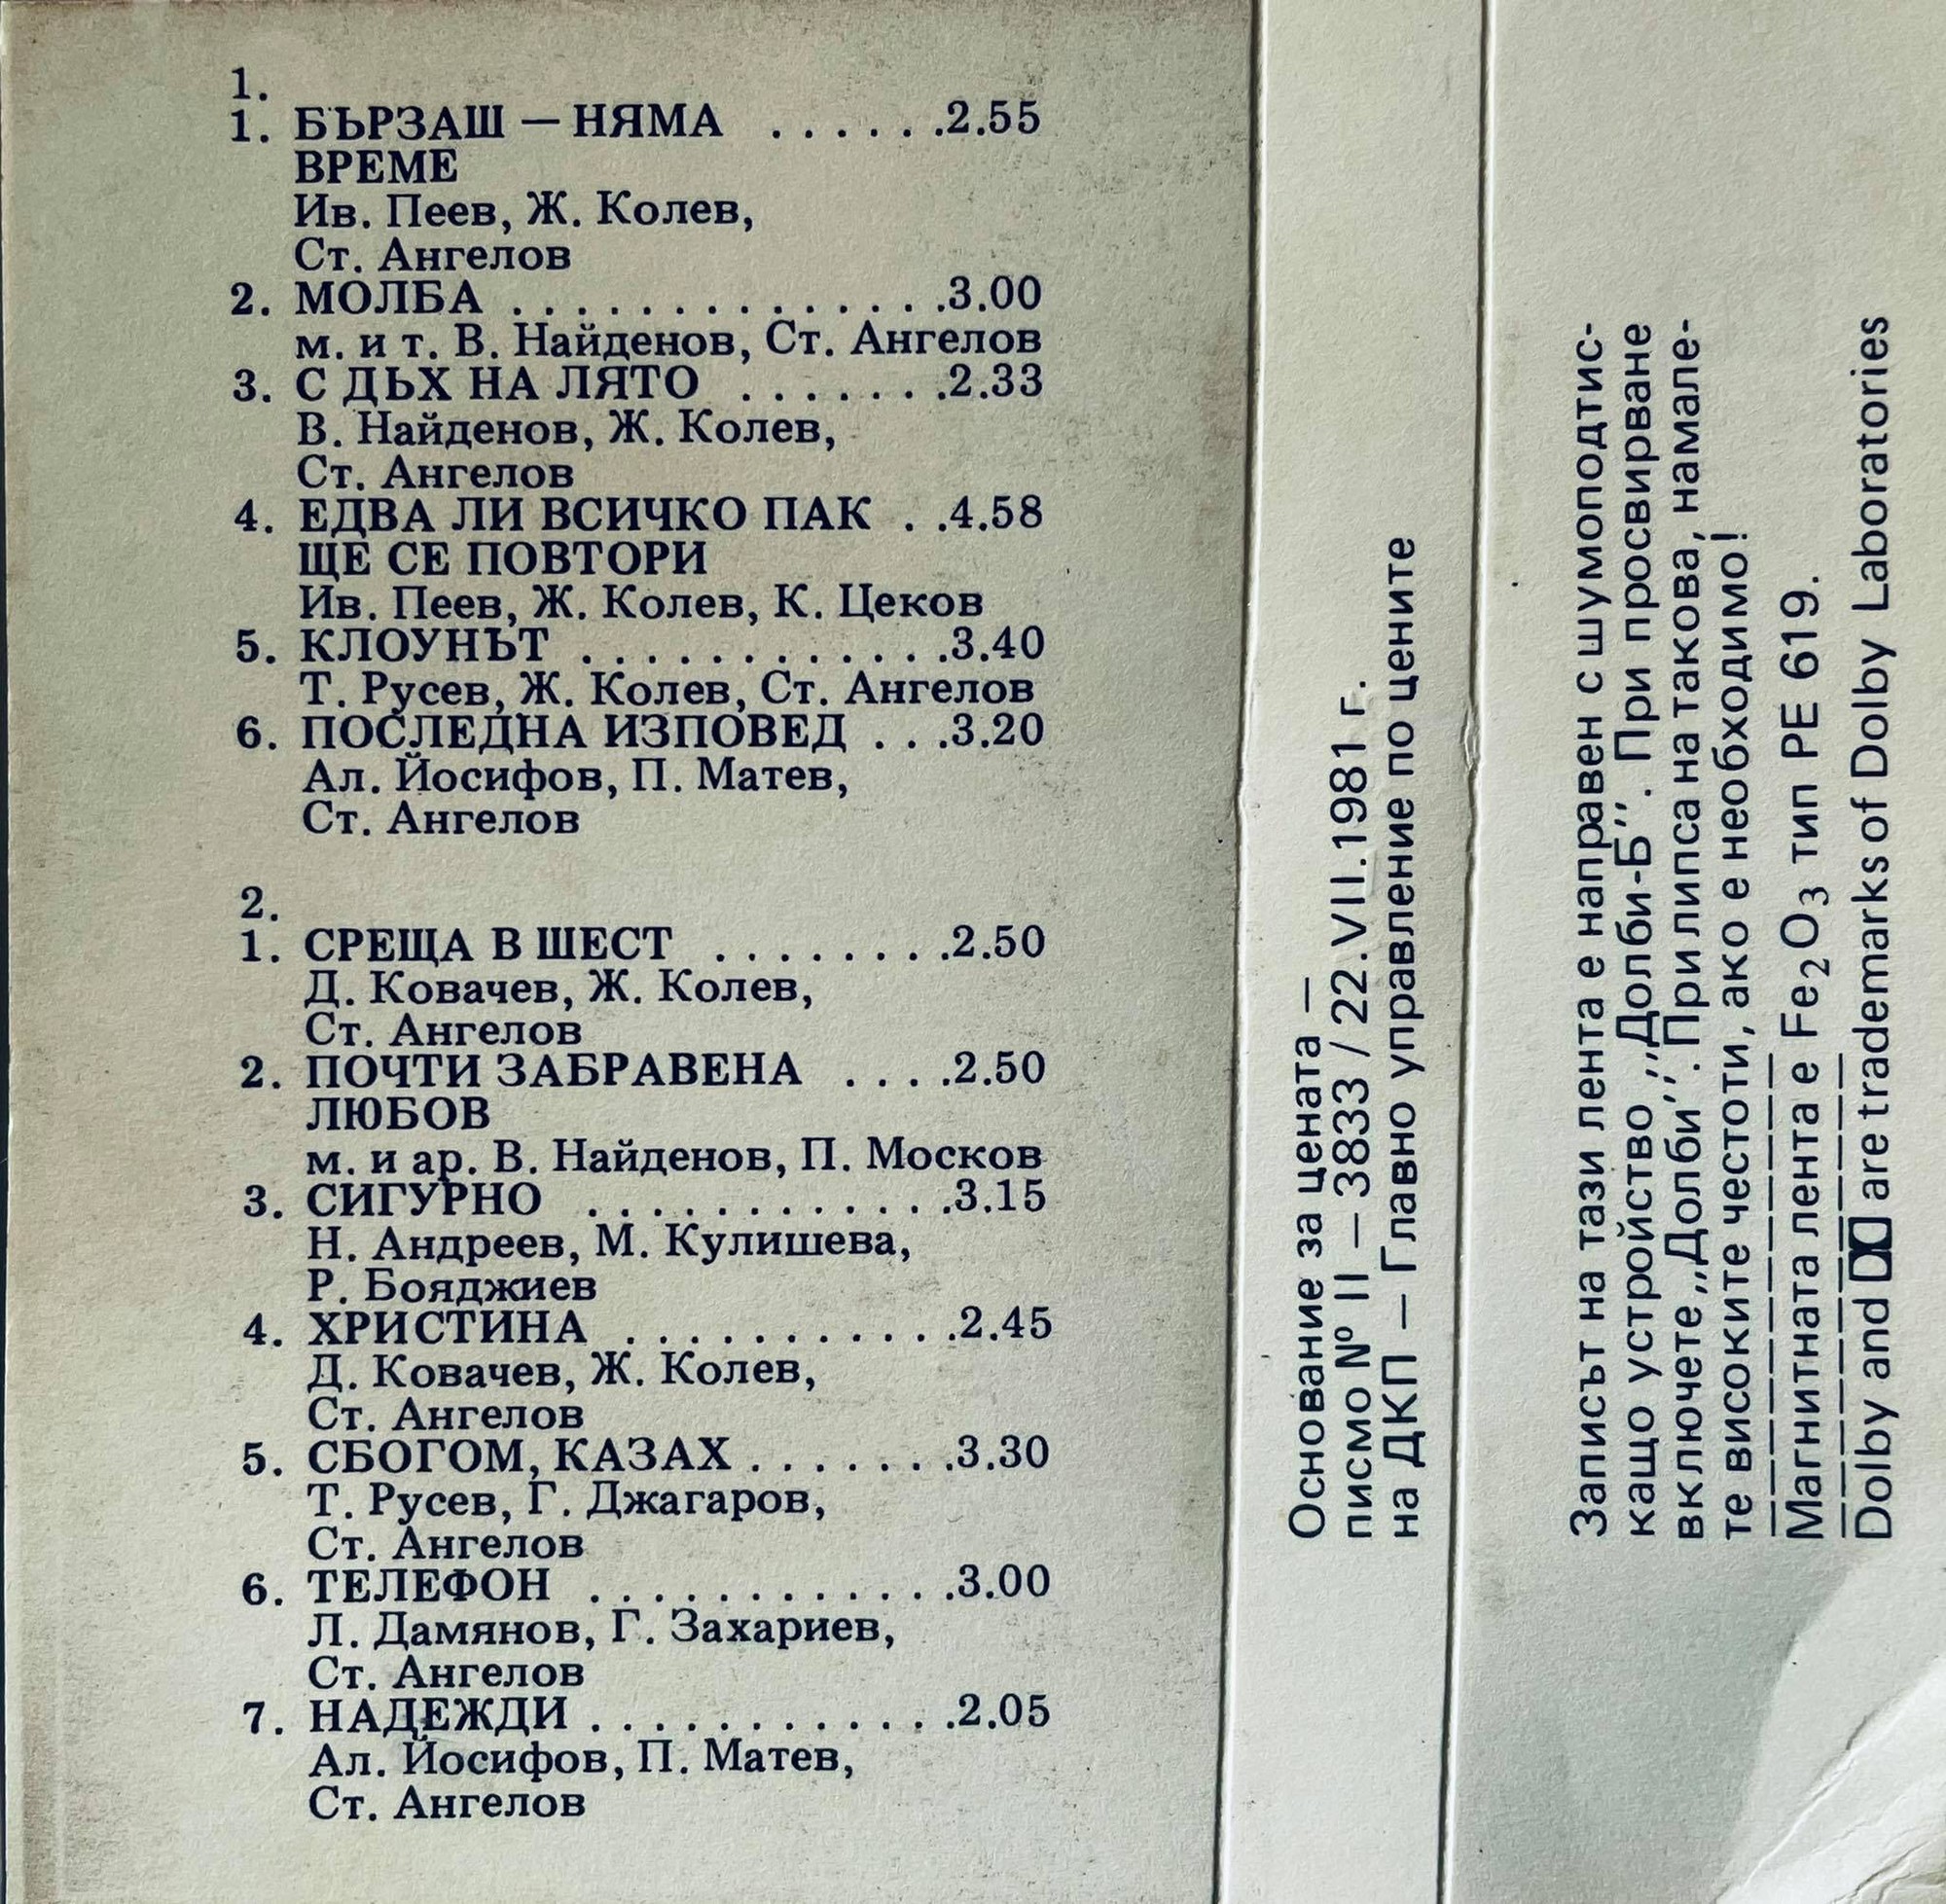 1.
1. БЪРЗАШ — НЯМА .......2.55
ВРЕМЕ
Ив. Пеев, Ж. Колев,
Ст. Ангелов
2. МОЛБА ...............3.00
м. и т. В. Найденов, Ст. Ангелов
3. С ДЪХ НА ЛЯТО ........2.33
В. Найденов, Ж. Колев,
Ст. Ангелов
4. ЕДВА ЛИ ВСИЧКО ПАК ..4.58
ЩЕ СЕ ПОВТОРИ
Ив. Пеев, Ж. Колев, К. Цеков
5. КЛОУНЪТ .............3.40
Т. Русев, Ж. Колев, Ст. Ангелов
6. ПОСЛЕДНА ИЗПОВЕД ...3.20
Ал. Йосифов, П. Матев,
Ст. Ангелов
2.
1. СРЕЩА В ШЕСТ .........2.50
Д. Ковачев, Ж. Колев,
Ст. Ангелов
2. ПОЧТИ ЗАБРАВЕНА ....2.50
ЛЮБОВ
м. и ар. В. Найденов, П. Москов
3. СИГУРНО .............3.15
Н. Андреев, М. Кулишева,
Р. Бояджиев
4. ХРИСТИНА ............2.45
Д. Ковачев, Ж. Колев,
Ст. Ангелов
5. СБОГОМ, КАЗАХ ........3.30
Т. Русев, Г. Джагаров,
Ст. Ангелов
6. ТЕЛЕФОН .............3.00
Л. Дамянов, Г. Захариев,
Ст. Ангелов
7. НАДЕЖДИ .............2.05
Ал. Йосифов, П. Матев,
Ст. Ангелов
Основание за цената —
писмо № II — 3833 / 22.VII.1981 г.
на ДКП — Главно управление по цените
Записът на тази лента е направен с шумоподтис-
кащо устройство ,,Долби-Б''. При просвирване
включете ,,Долби''. При липса на такова, намале-
те високите честоти, ако е необходимо!
Магнитната лента е Fe₂O₃ тип PE 619.
Dolby and are trademarks of Dolby Laboratories